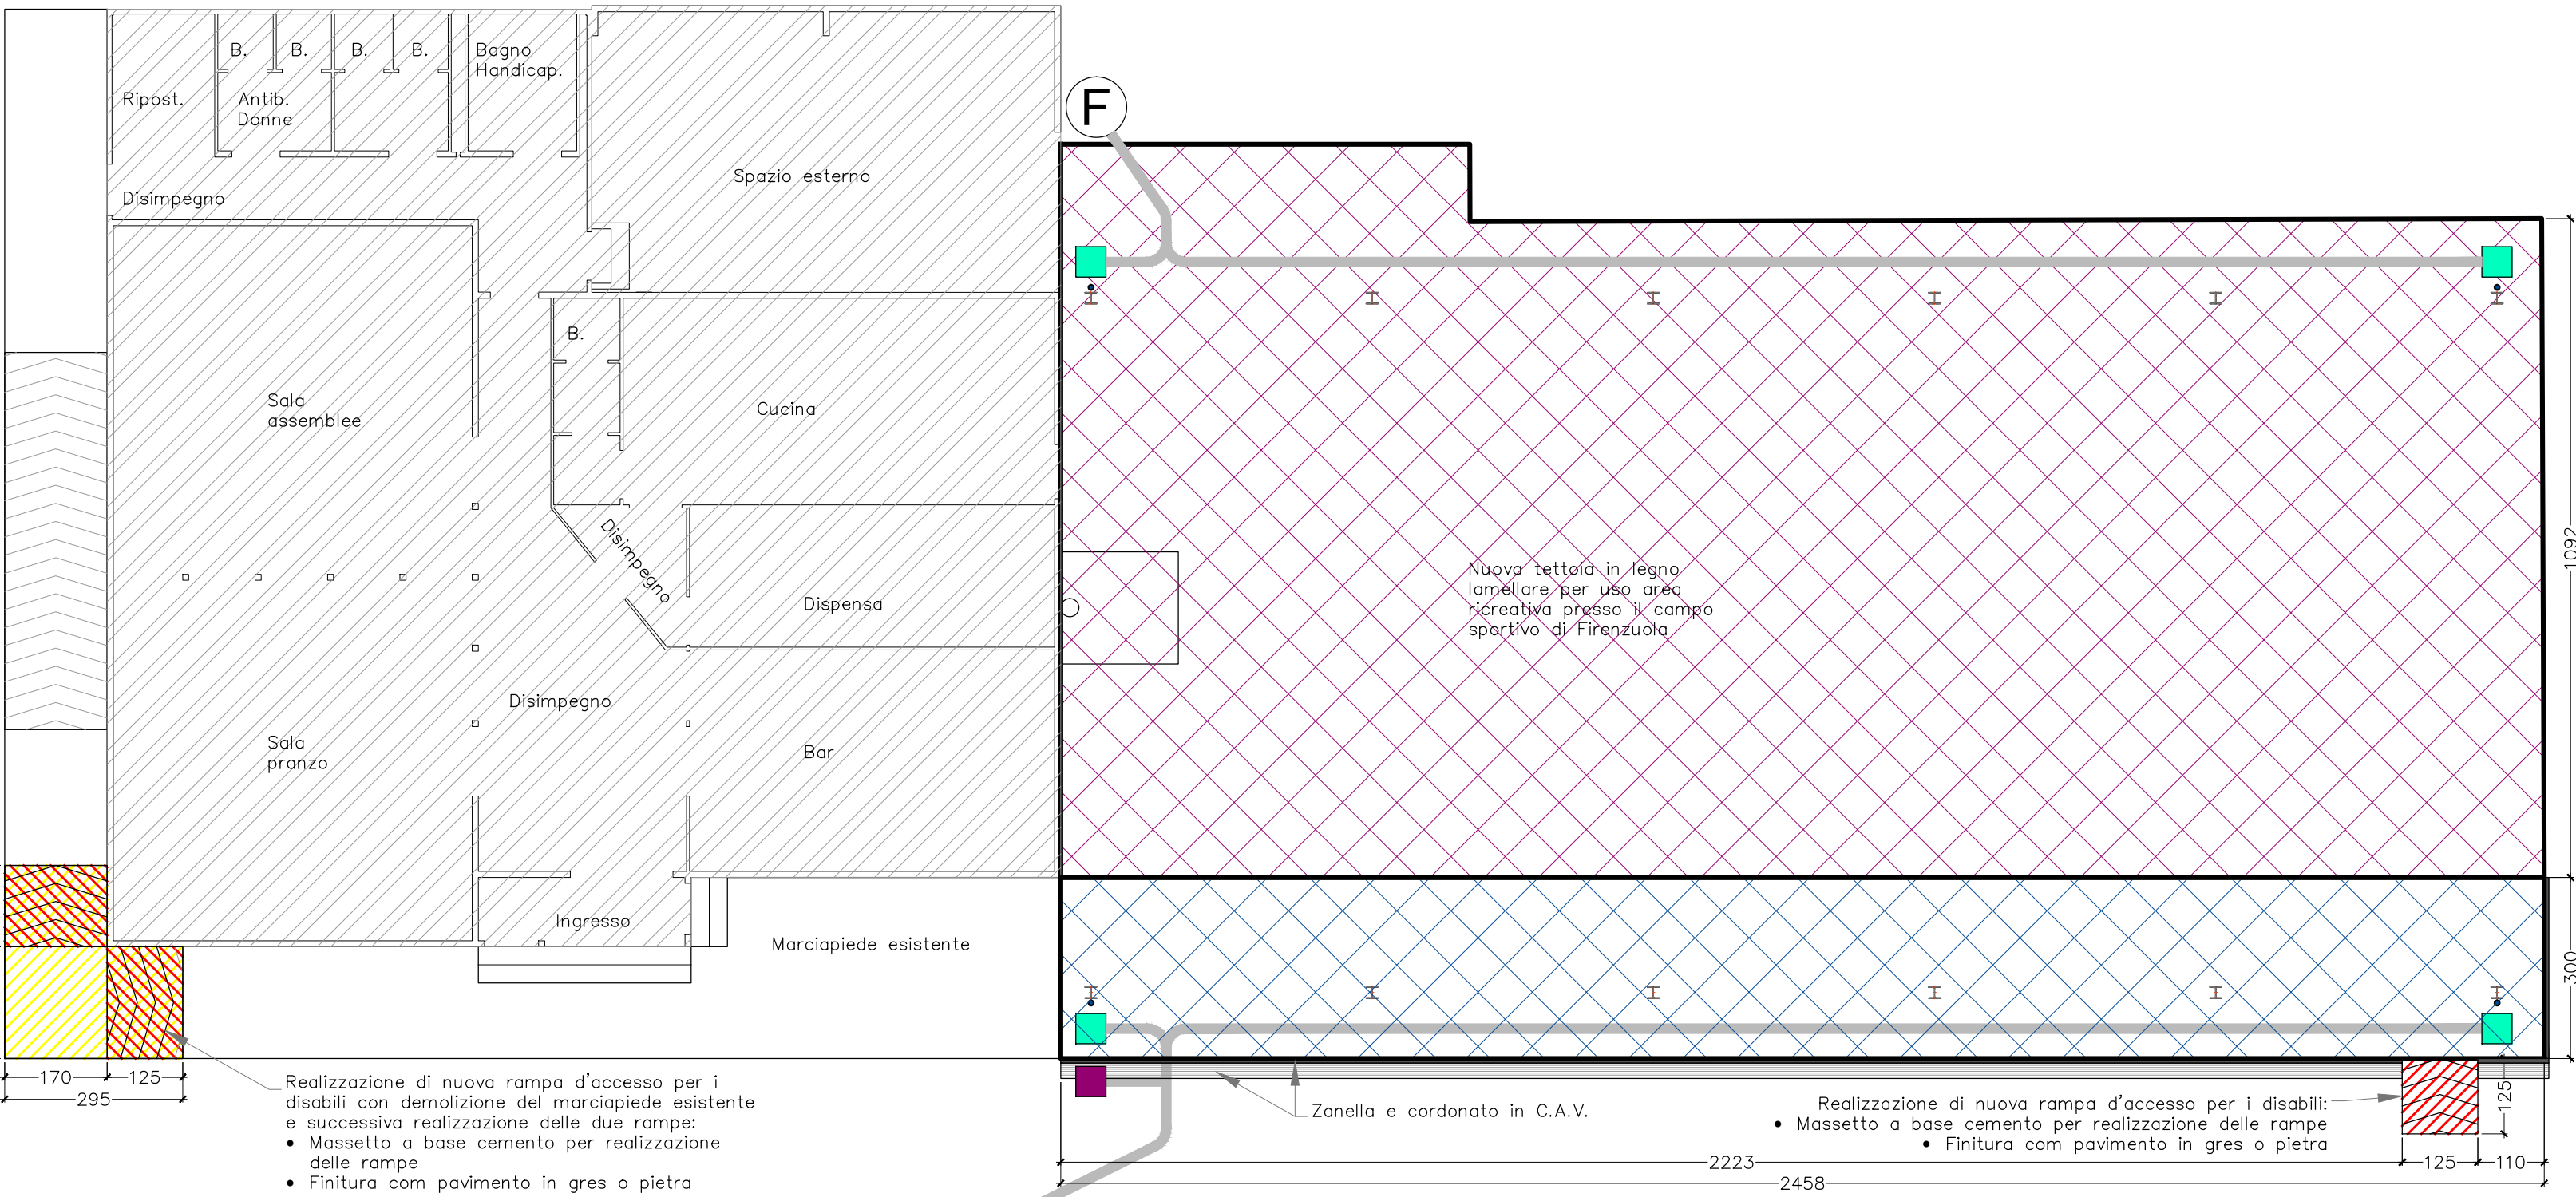 B.
B.
B.
B.
Bagno
Handicap.
Ripost.
Antib.
Donne
F
Spazio esterno
Disimpegno
B.
Sala
assemblee
Cucina
Disimpegno
Dispensa
Nuova tettoia in legno
lamellare per uso area
ricreativa presso il campo
sportivo di Firenzuola
1092
Disimpegno
Sala
pranzo
Bar
Ingresso
Marciapiede esistente
300
170
125
295
Realizzazione di nuova rampa d'accesso per i
disabili con demolizione del marciapiede esistente
e successiva realizzazione delle due rampe:
• Massetto a base cemento per realizzazione
delle rampe
• Finitura com pavimento in gres o pietra
Zanella e cordonato in C.A.V.
Realizzazione di nuova rampa d'accesso per i disabili:
• Massetto a base cemento per realizzazione delle rampe
• Finitura com pavimento in gres o pietra
125
2223
125
110
2458